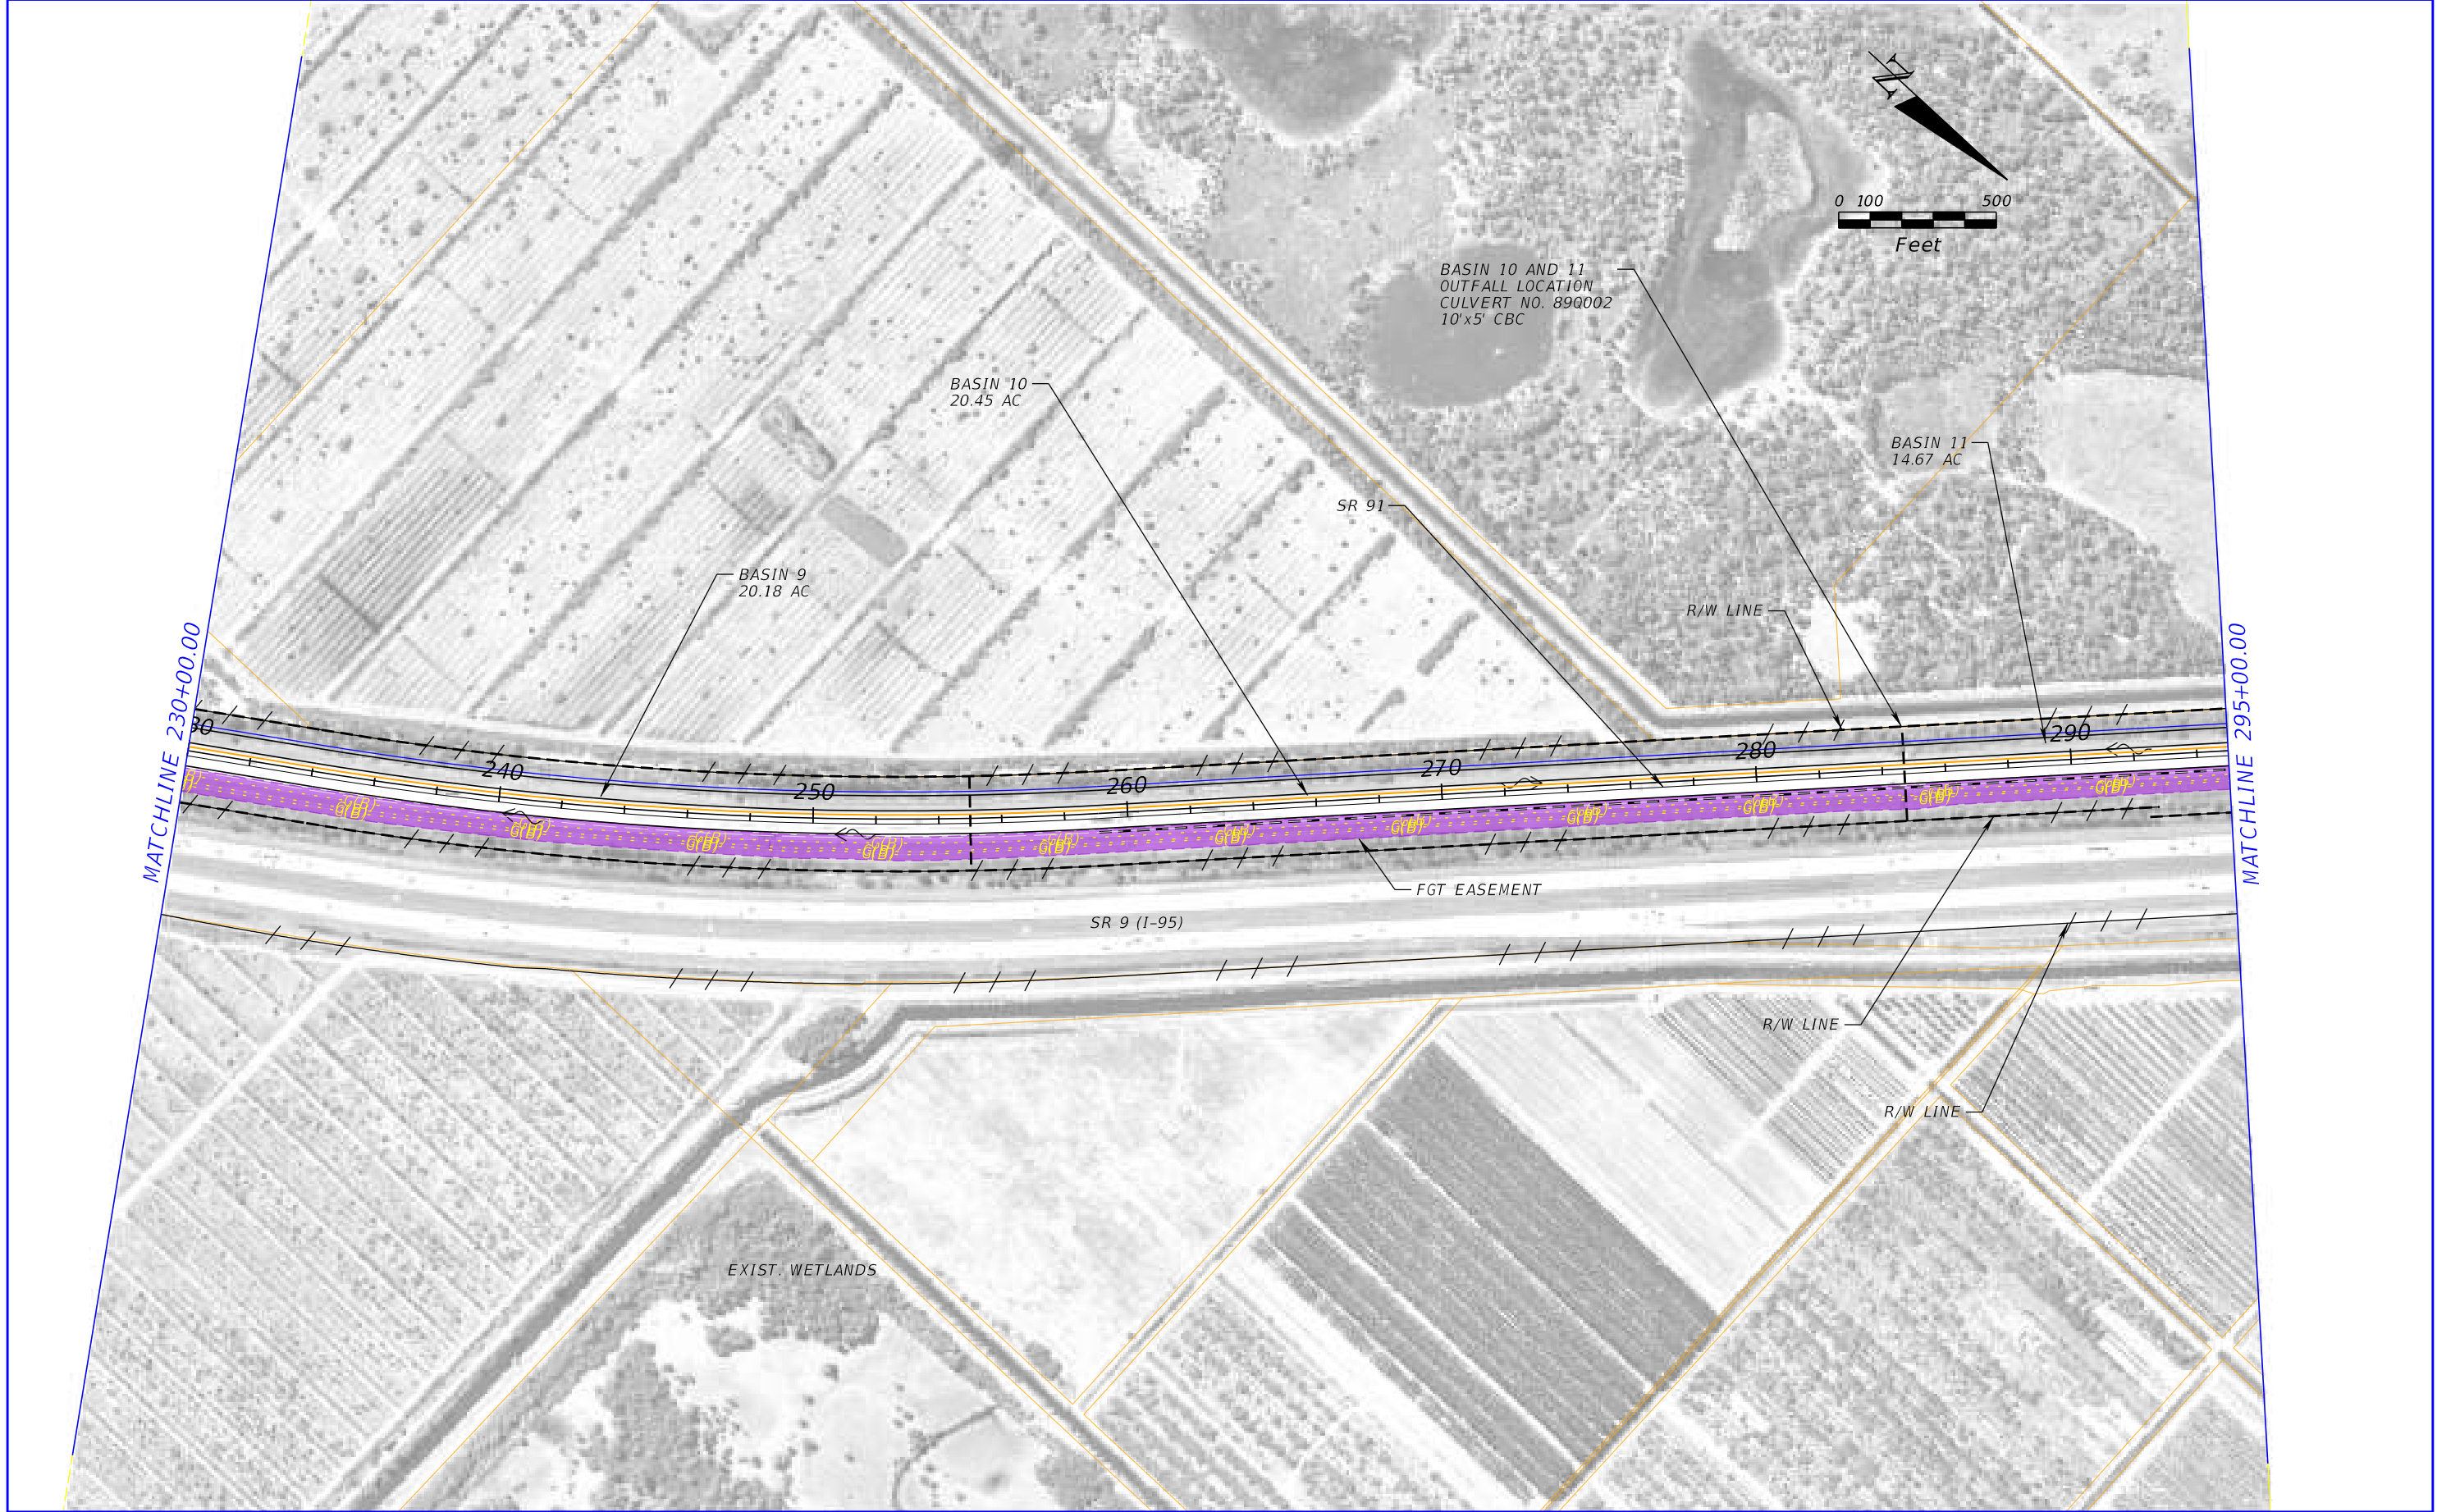 N
0 100 500
Feet
BASIN 10 AND 11
OUTFALL LOCATION
CULVERT NO. 890002
10'x5' CBC
BASIN 10
20.45 AC
BASIN 11
14.67 AC
SR 91
BASIN 9
20.18 AC
R/W LINE
MATCHLINE 230+00.00
MATCHLINE 295+00.00
30
240
250
260
270
280
290
G(B)
G(B)
G(B)
G(B)
G(B)
G(B)
G(B)
G(B)
G(B)
G(B)
G(B)
FGT EASEMENT
SR 9 (I-95)
R/W LINE
R/W LINE
EXIST. WETLANDS